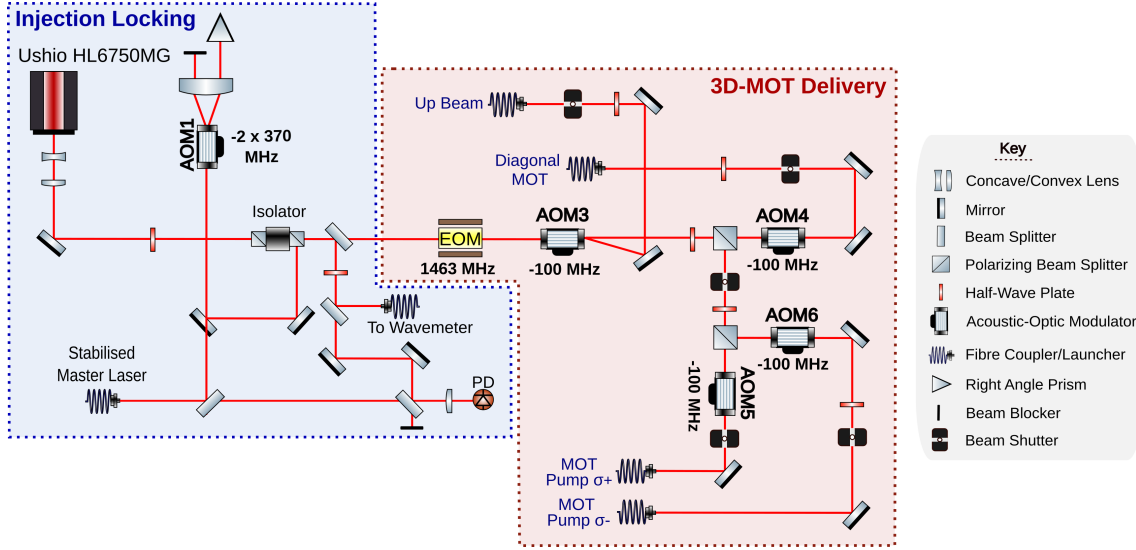 Injection Locking
Ushio HL6750MG
AOM1
-2 x 370
MHz
Isolator
To Wavemeter
Stabilised
Master Laser
PD
3D-MOT Delivery
Up Beam
Diagonal
MOT
EOM
1463 MHz
AOM3
-100 MHz
AOM4
-100 MHz
AOM6
-100 MHz
AOM5
-100 MHz
MOT
Pump σ+
MOT
Pump σ-
Key
Concave/Convex Lens
Mirror
Beam Splitter
Polarizing Beam Splitter
Half-Wave Plate
Acoustic-Optic Modulator
Fibre Coupler/Launcher
Right Angle Prism
Beam Blocker
Beam Shutter